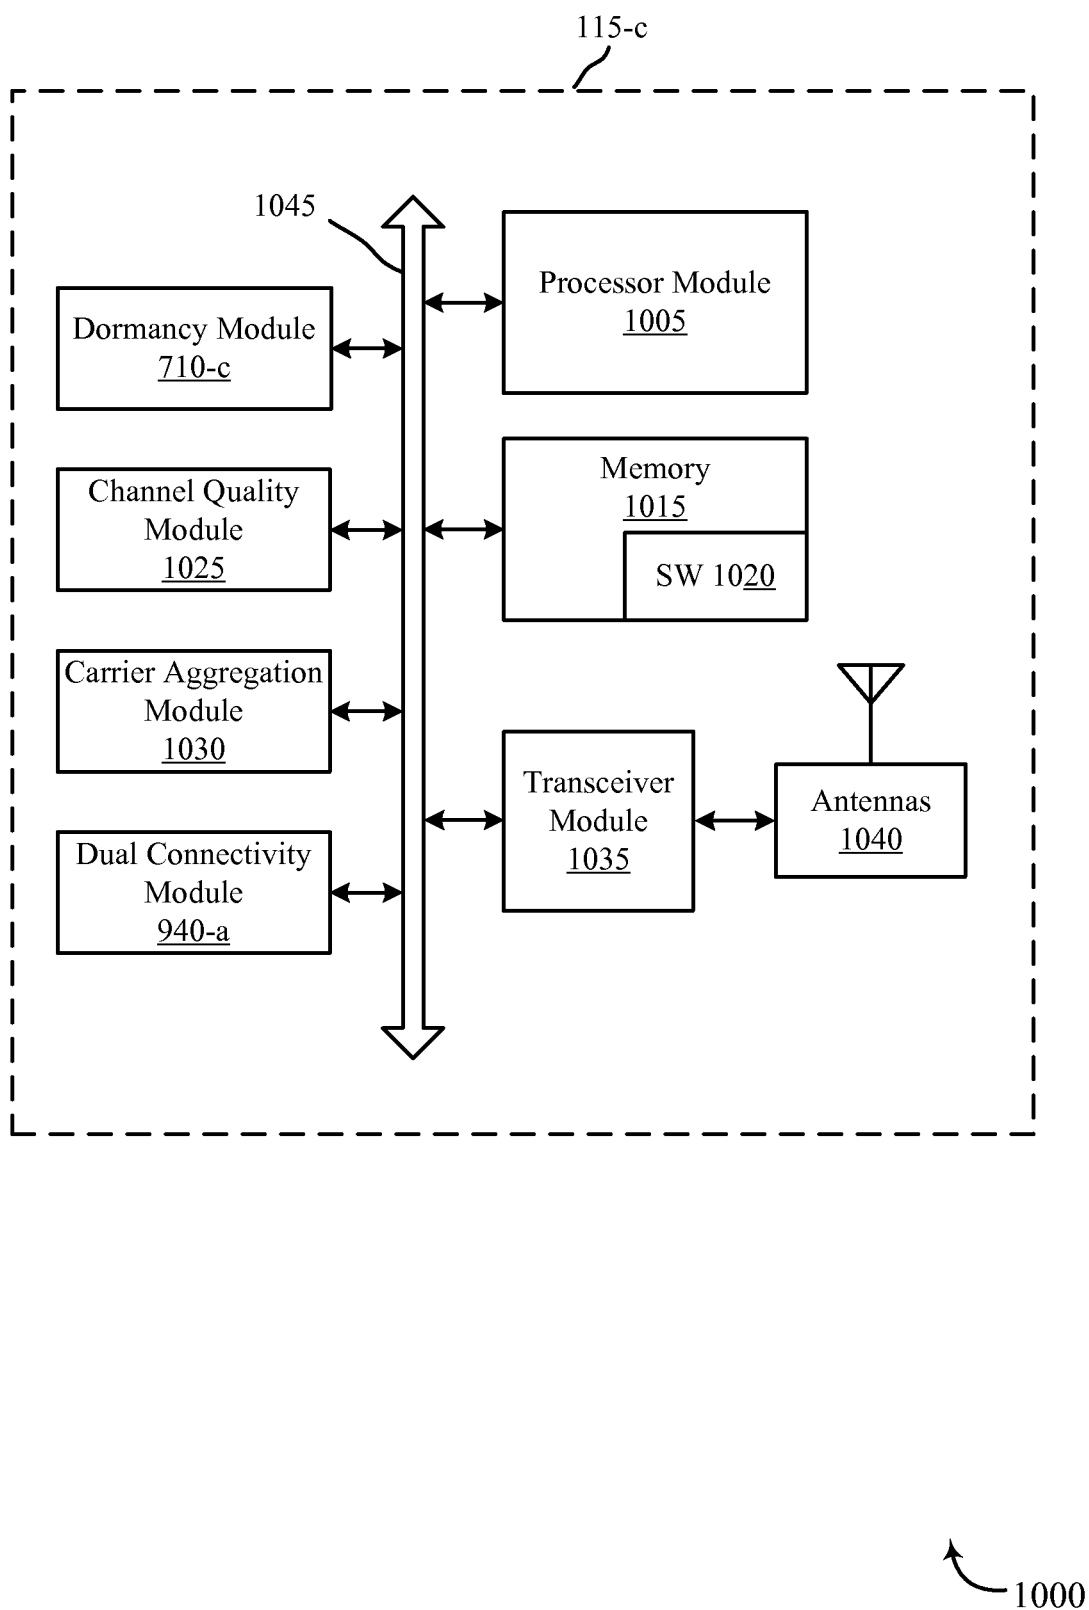 115-c
1045
Processor Module
1005
Dormancy Module
710-c
Memory
1015
SW 1020
Channel Quality
Module
1025
Carrier Aggregation
Module
1030
Transceiver
Module
1035
Antennas
1040
Dual Connectivity
Module
940-a
1000